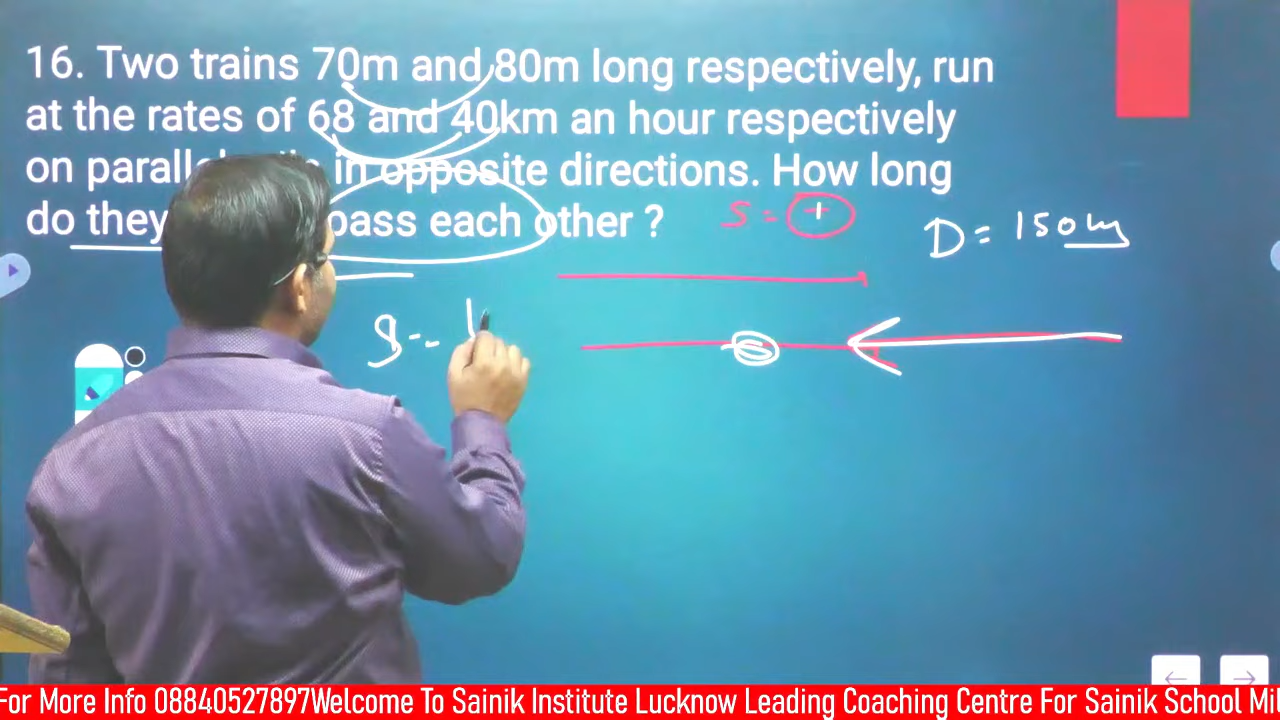 16. Two trains 70m and 80m long respectively, run
at the rates of 68 and 40km an hour respectively
on in opposite directions. How long
do they pass each other ?
S = +
D = 150m
S =
For More Info 08840527897Welcome To Sainik Institute Lucknow Leading Coaching Centre For Sainik School Mil